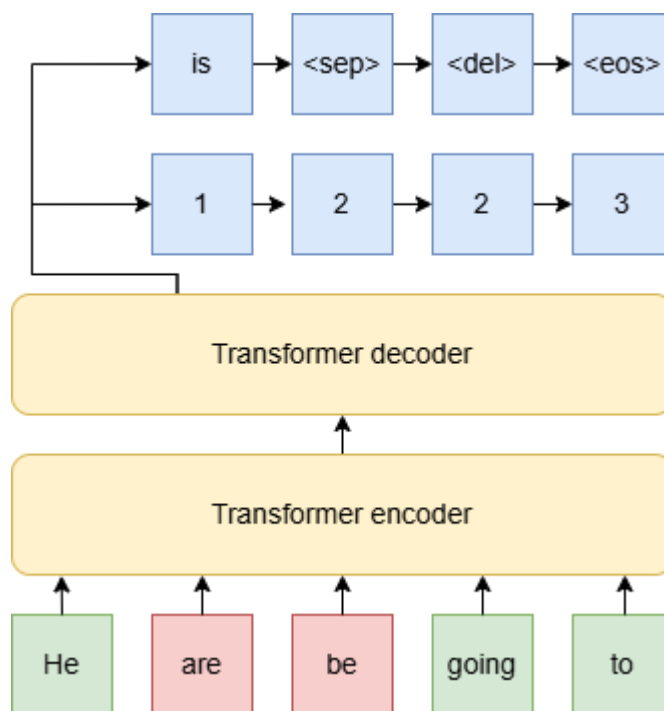 is <sep> <del> <eos>
1 2 2 3
Transformer decoder
Transformer encoder
He are be going to